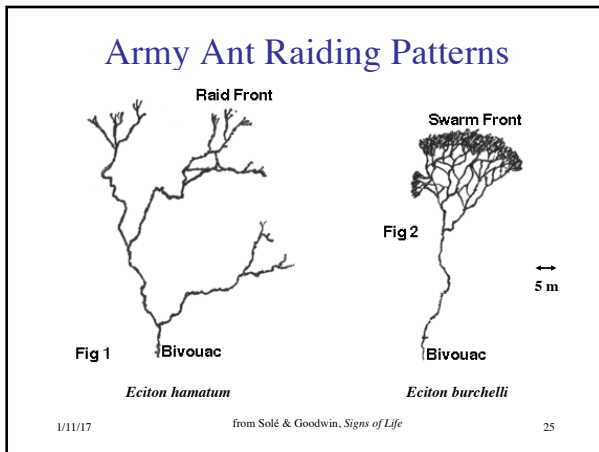 Army Ant Raiding Patterns
Raid Front
Swarm Front
Fig 2
5 m
Fig 1
Bivouac
Bivouac
Eciton hamatum
Eciton burchelli
1/11/17
from Solé & Goodwin, Signs of Life
25